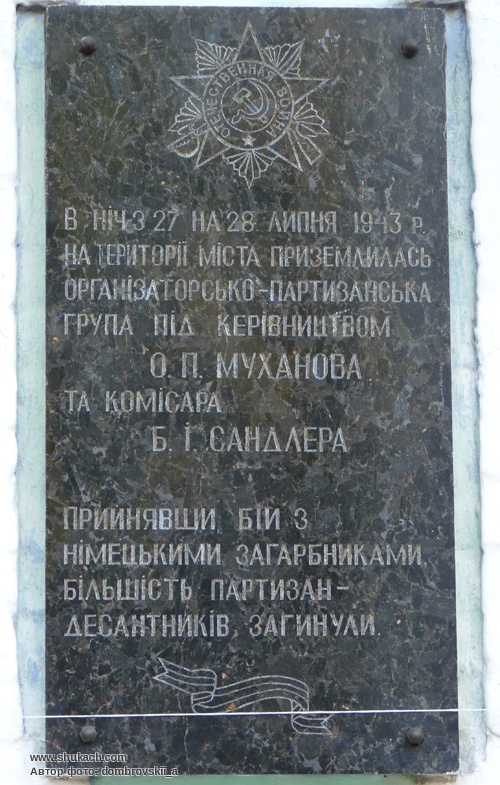 ОТЕЧЕСТВЕННАЯ ВОЙНА
В НІЧ З 27 НА 28 ЛИПНЯ 1943 р.
НА ТЕРИТОРІЇ МІСТА ПРИЗЕМЛИЛАСЬ
ОРГАНІЗАТОРСЬКО-ПАРТИЗАНСЬКА
ГРУПА ПІД КЕРІВНИЦТВОМ
О. П. МУХАНОВА
ТА КОМІСАРА
Б. І. САНДЛЕРА
ПРИЙНЯВШИ БІЙ З
НІМЕЦЬКИМИ ЗАГАРБНИКАМИ,
БІЛЬШІСТЬ ПАРТИЗАН-
ДЕСАНТНИКІВ ЗАГИНУЛИ.
www.shukach.com
Автор фото: dombrovskii_a